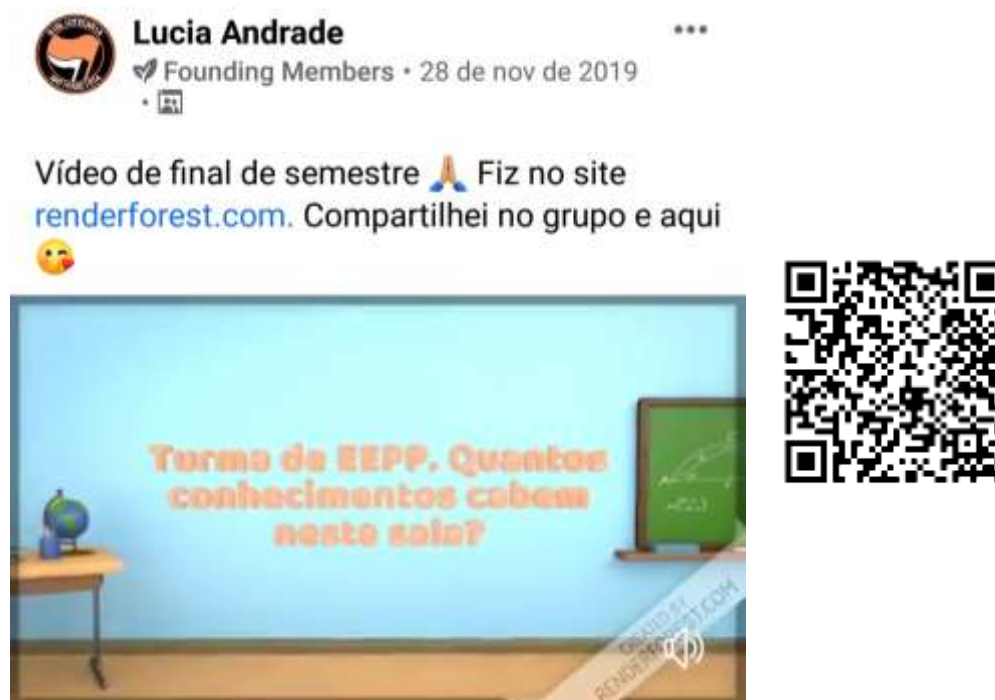 Lucia Andrade
Founding Members • 28 de nov de 2019
Vídeo de final de semestre 🙏 Fiz no site
renderforest.com. Compartilhei no grupo e aqui
😘
Turma de EEPP. Quantos
conhecimentos cabem
nesta sala?
CREATED BY
RENDERFOREST.COM